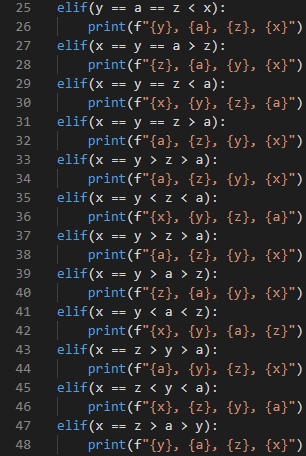 25 elif(y == a == z < x):
26 print(f"{y}, {a}, {z}, {x}")
27 elif(x == y == a > z):
28 print(f"{z}, {a}, {y}, {x}")
29 elif(x == y == z < a):
30 print(f"{x}, {y}, {z}, {a}")
31 elif(x == y == z > a):
32 print(f"{a}, {z}, {y}, {x}")
33 elif(x == y > z > a):
34 print(f"{a}, {z}, {y}, {x}")
35 elif(x == y < z < a):
36 print(f"{x}, {y}, {z}, {a}")
37 elif(x == y > z > a):
38 print(f"{a}, {z}, {y}, {x}")
39 elif(x == y > a > z):
40 print(f"{z}, {a}, {y}, {x}")
41 elif(x == y < a < z):
42 print(f"{x}, {y}, {a}, {z}")
43 elif(x == z > y > a):
44 print(f"{a}, {y}, {z}, {x}")
45 elif(x == z < y < a):
46 print(f"{x}, {z}, {y}, {a}")
47 elif(x == z > a > y):
48 print(f"{y}, {a}, {z}, {x}")